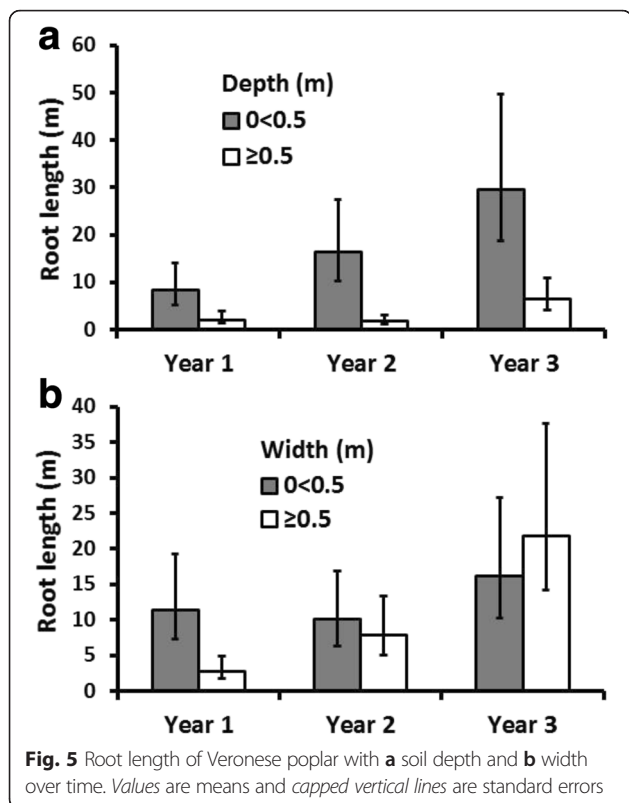 a
60
50
40
30
20
10
0
Root length (m)
Depth (m)
0<0.5
≥0.5
Year 1 Year 2 Year 3
b
40
35
30
25
20
15
10
5
0
Root length (m)
Width (m)
0<0.5
≥0.5
Year 1 Year 2 Year 3
Fig. 5 Root length of Veronese poplar with a soil depth and b width
over time. Values are means and capped vertical lines are standard errors